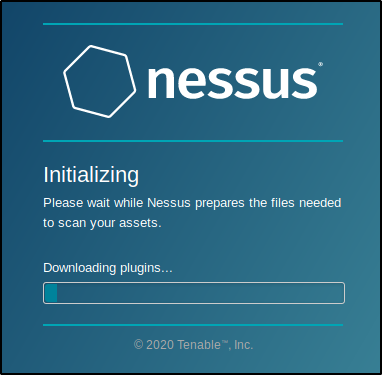 nessus®
Initializing
Please wait while Nessus prepares the files needed
to scan your assets.
Downloading plugins...
© 2020 Tenable™, Inc.